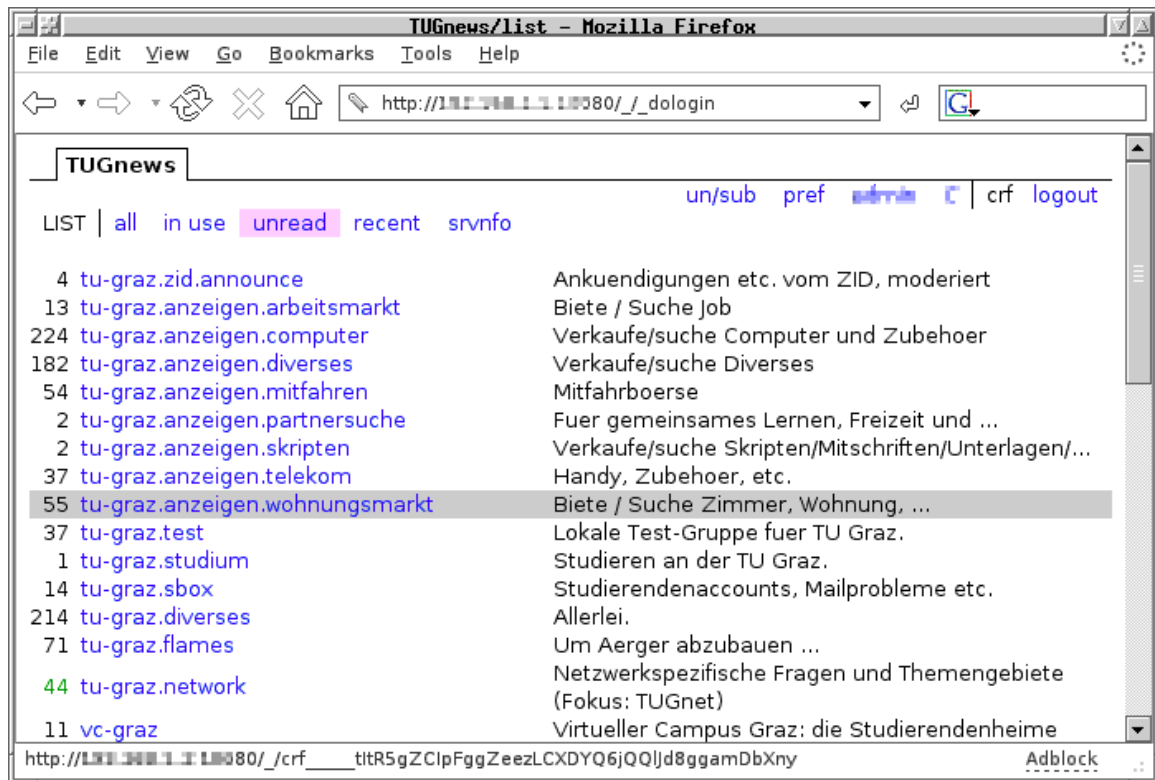 TUGnews/list - Mozilla Firefox
File Edit View Go Bookmarks Tools Help
http:// 080/_/_dologin
TUGnews
un/sub pref crf logout
LIST all in use unread recent srvnfo
4 tu-graz.zid.announce Ankuendigungen etc. vom ZID, moderiert
13 tu-graz.anzeigen.arbeitsmarkt Biete / Suche Job
224 tu-graz.anzeigen.computer Verkaufe/suche Computer und Zubehoer
182 tu-graz.anzeigen.diverses Verkaufe/suche Diverses
54 tu-graz.anzeigen.mitfahren Mitfahrboerse
2 tu-graz.anzeigen.partnersuche Fuer gemeinsames Lernen, Freizeit und ...
2 tu-graz.anzeigen.skripten Verkaufe/suche Skripten/Mitschriften/Unterlagen/...
37 tu-graz.anzeigen.telekom Handy, Zubehoer, etc.
55 tu-graz.anzeigen.wohnungsmarkt Biete / Suche Zimmer, Wohnung, ...
37 tu-graz.test Lokale Test-Gruppe fuer TU Graz.
1 tu-graz.studium Studieren an der TU Graz.
14 tu-graz.sbox Studierendenaccounts, Mailprobleme etc.
214 tu-graz.diverses Allerlei.
71 tu-graz.flames Um Aerger abzubauen ...
44 tu-graz.network Netzwerkspezifische Fragen und Themengebiete
(Fokus: TUGnet)
11 vc-graz Virtueller Campus Graz: die Studierendenheime
http:// 080/_/crf Adblock